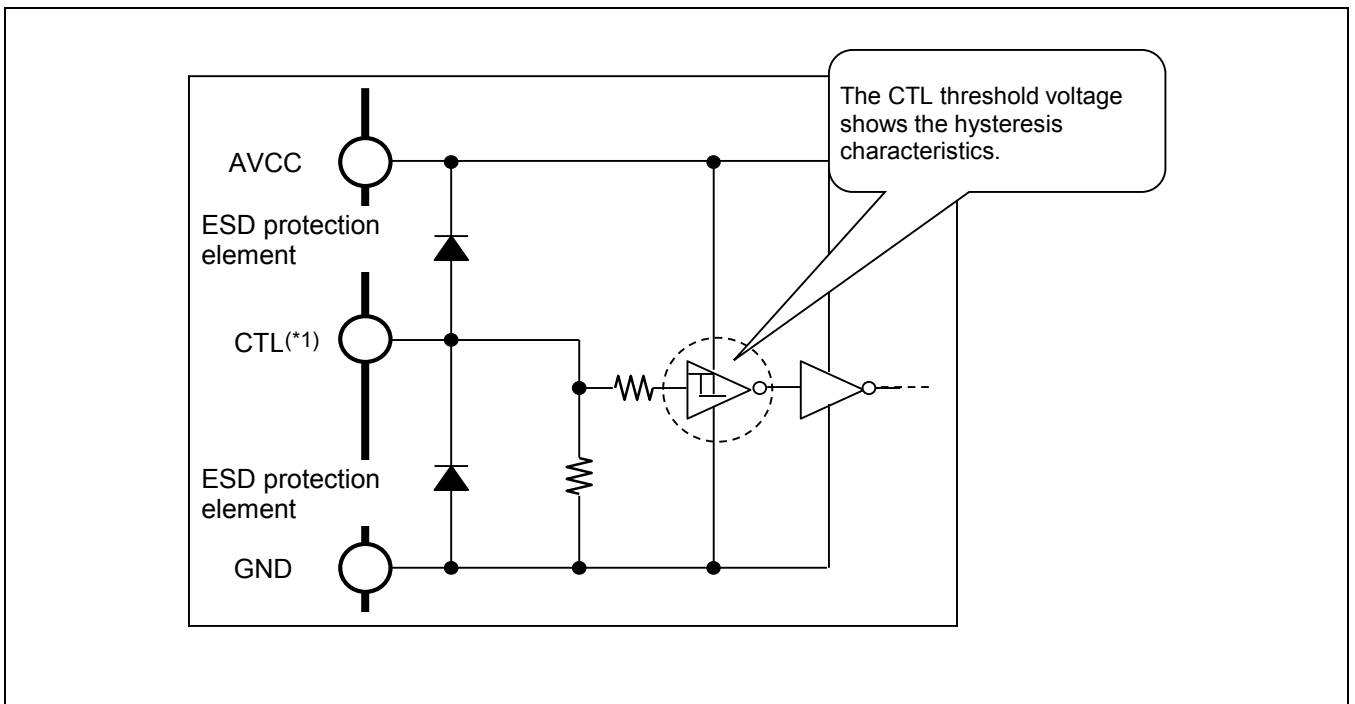 The CTL threshold voltage
shows the hysteresis
characteristics.
AVCC
ESD protection
element
CTL(*1)
ESD protection
element
GND